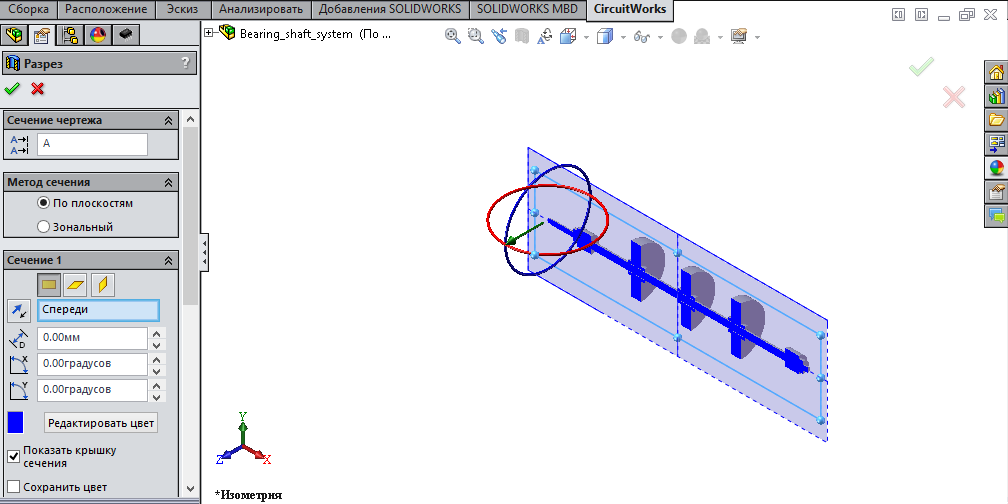 Сборка Расположение Эскиз Анализировать Добавления SOLIDWORKS SOLIDWORKS MBD CircuitWorks
Bearing_shaft_system (По ...
Разрез ?
Сечение чертежа
A
Метод сечения
По плоскостям
Зональный
Сечение 1
Спереди
0.00мм
0.00градусов
0.00градусов
Редактировать цвет
Показать крышку
сечения
Сохранить цвет
Y
Z
X
*Изометрия